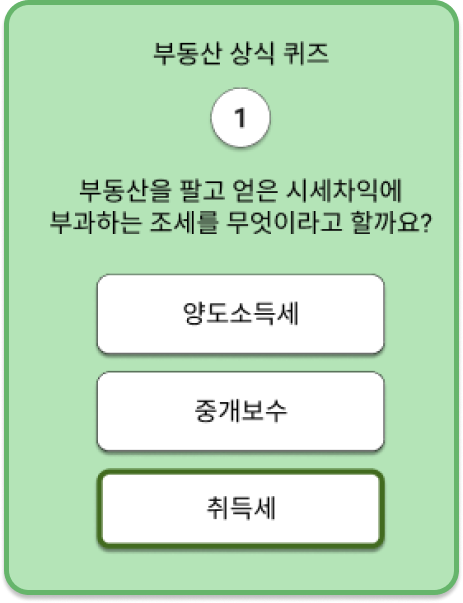 부동산 상식 퀴즈
1
부동산을 팔고 얻은 시세차익에
부과하는 조세를 무엇이라고 할까요?
양도소득세
중개보수
취득세